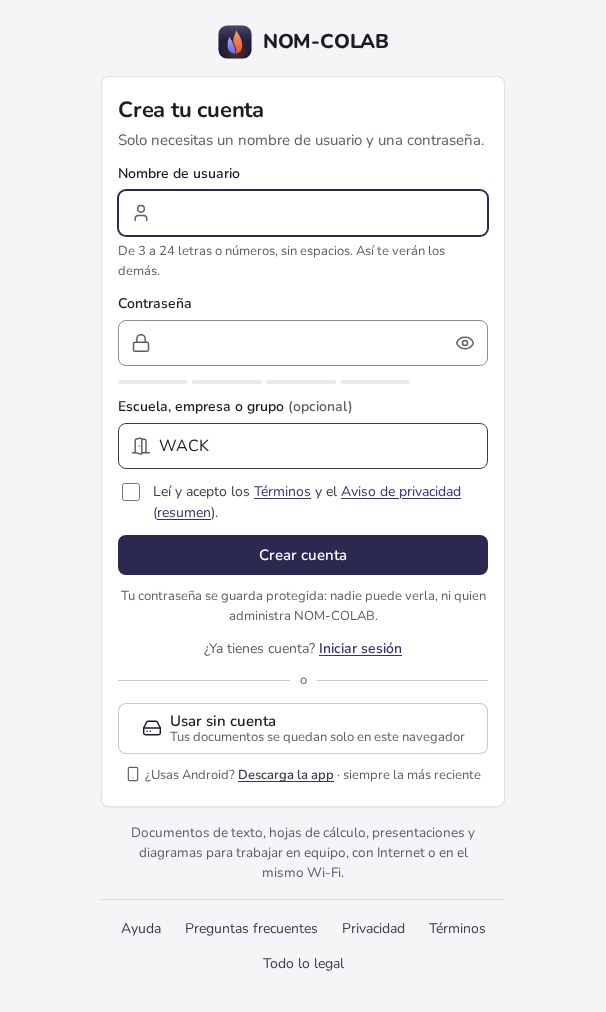 NOM-COLAB
Crea tu cuenta
Solo necesitas un nombre de usuario y una contraseña.
Nombre de usuario
De 3 a 24 letras o números, sin espacios. Así te verán los
demás.
Contraseña
Escuela, empresa o grupo (opcional)
WACK
Leí y acepto los Términos y el Aviso de privacidad
(resumen).
Crear cuenta
Tu contraseña se guarda protegida: nadie puede verla, ni quien
administra NOM-COLAB.
¿Ya tienes cuenta? Iniciar sesión
o
Usar sin cuenta
Tus documentos se quedan solo en este navegador
¿Usas Android? Descarga la app · siempre la más reciente
Documentos de texto, hojas de cálculo, presentaciones y
diagramas para trabajar en equipo, con Internet o en el
mismo Wi-Fi.
Ayuda Preguntas frecuentes Privacidad Términos
Todo lo legal